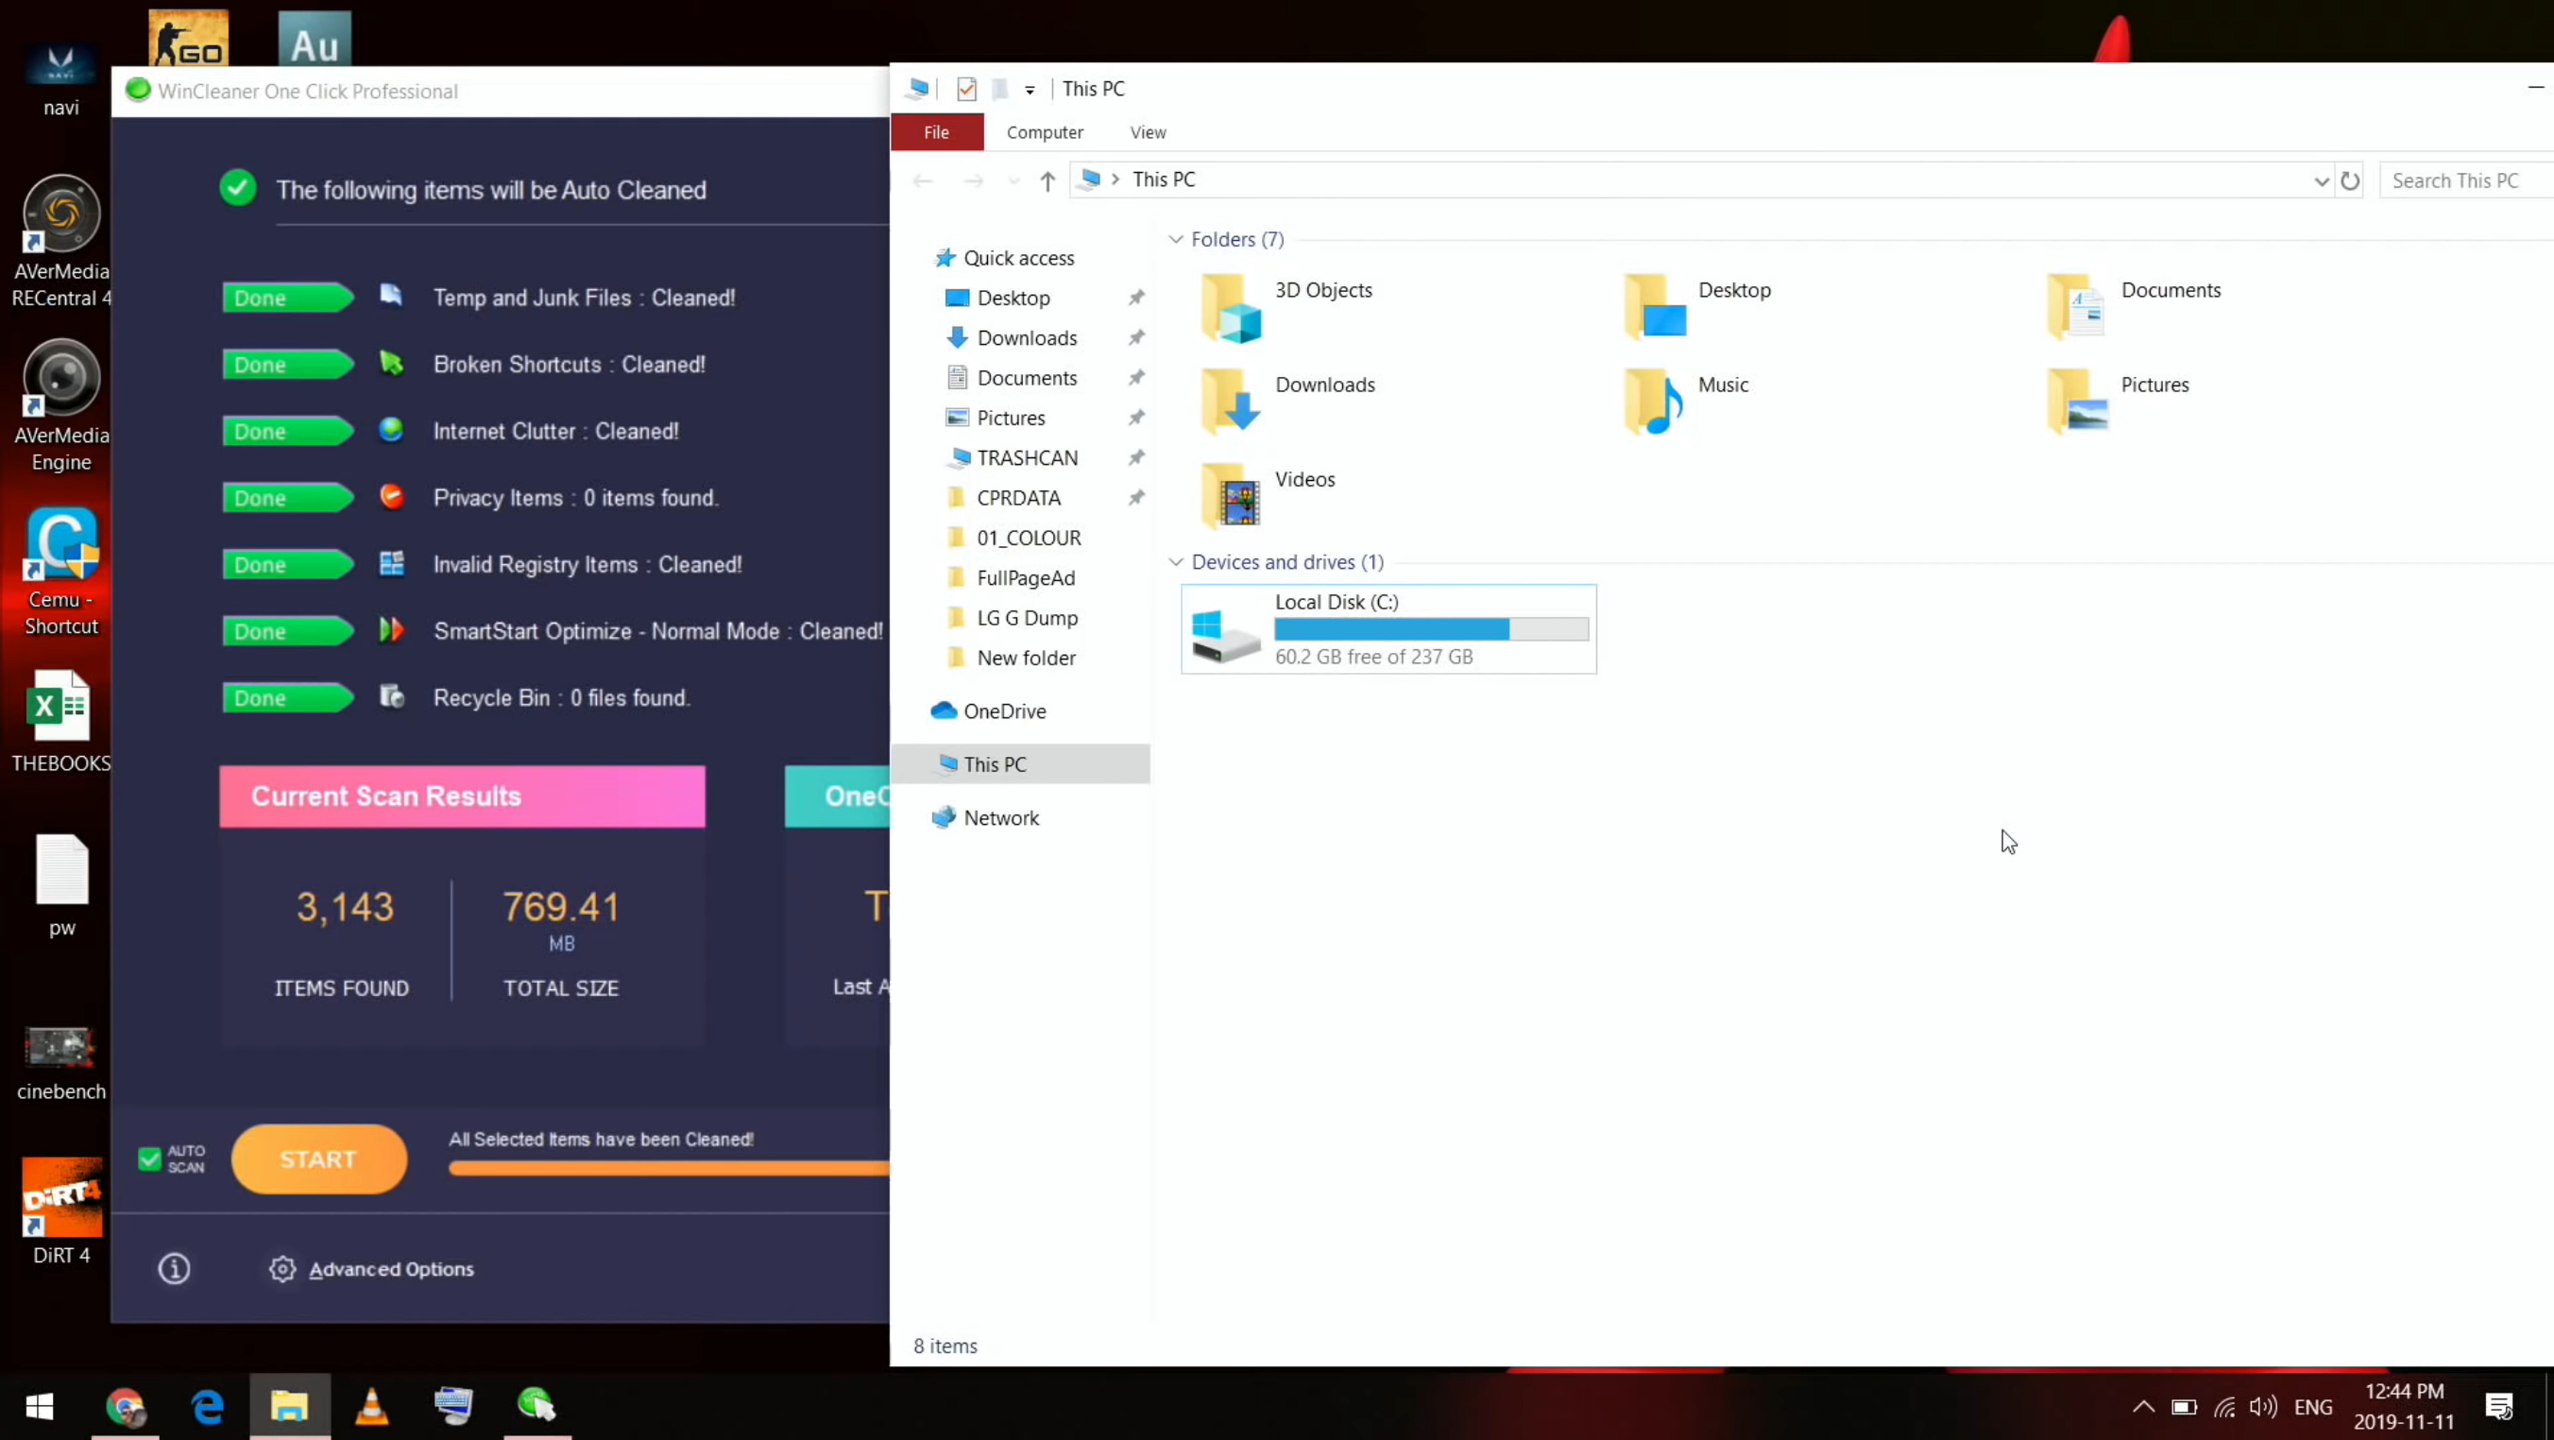 GO
Au
navi
AVerMedia
RECentral 4
AVerMedia
Engine
Cemu -
Shortcut
THEBOOKS
pw
cinebench
DiRT4
DiRT 4
WinCleaner One Click Professional
The following items will be Auto Cleaned
Done
Temp and Junk Files : Cleaned!
Done
Broken Shortcuts : Cleaned!
Done
Internet Clutter : Cleaned!
Done
Privacy Items : 0 items found.
Done
Invalid Registry Items : Cleaned!
Done
SmartStart Optimize - Normal Mode : Cleaned!
Done
Recycle Bin : 0 files found.
Current Scan Results
OneC
3,143
769.41
MB
T
ITEMS FOUND
TOTAL SIZE
Last A
AUTO
SCAN
START
All Selected Items have been Cleaned!
Advanced Options
This PC
File
Computer
View
This PC
Search This PC
Quick access
Desktop
Downloads
Documents
Pictures
TRASHCAN
CPRDATA
01_COLOUR
FullPageAd
LG G Dump
New folder
OneDrive
This PC
Network
Folders (7)
3D Objects
Desktop
Documents
Downloads
Music
Pictures
Videos
Devices and drives (1)
Local Disk (C:)
60.2 GB free of 237 GB
8 items
ENG
12:44 PM
2019-11-11